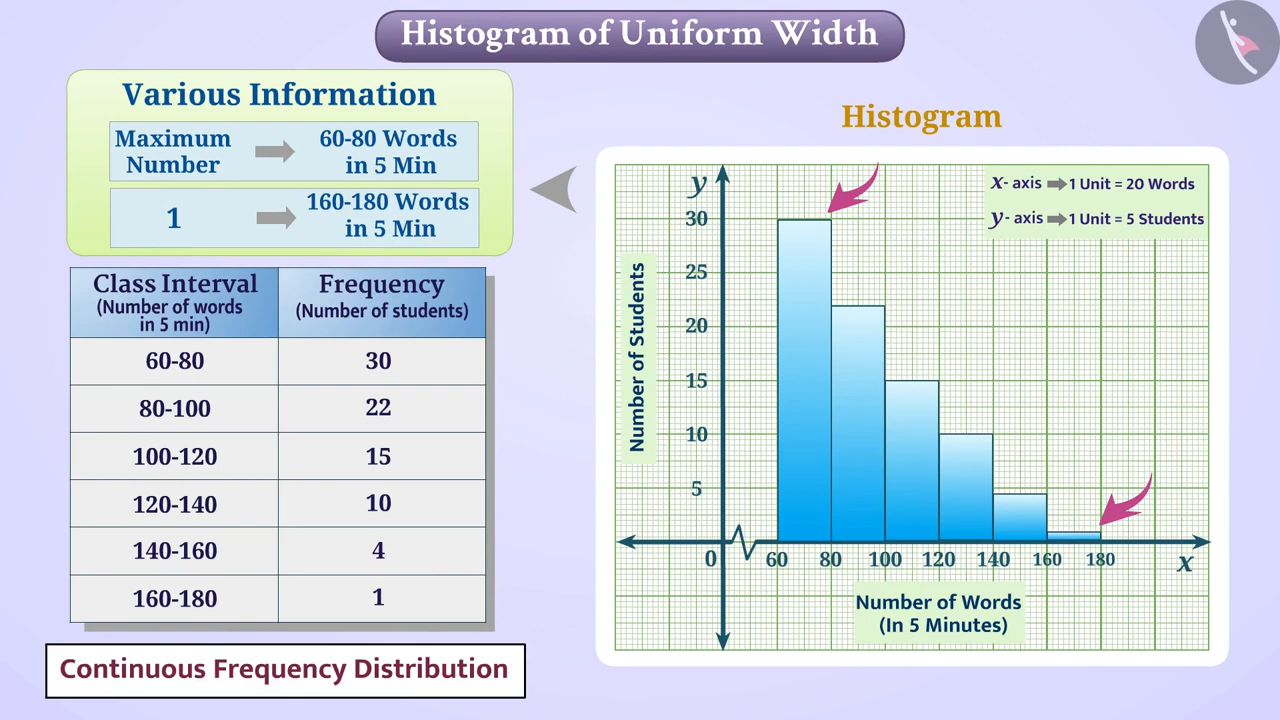 Histogram of Uniform Width
Various Information
Maximum Number ➡ 60-80 Words in 5 Min
1 ➡ 160-180 Words in 5 Min
Class Interval (Number of words in 5 min) Frequency (Number of students)
60-80 30
80-100 22
100-120 15
120-140 10
140-160 4
160-180 1
Continuous Frequency Distribution
Histogram
x- axis ➡ 1 Unit = 20 Words
y- axis ➡ 1 Unit = 5 Students
y
30
25
20
15
10
5
Number of Students
0 60 80 100 120 140 160 180 x
Number of Words
(In 5 Minutes)